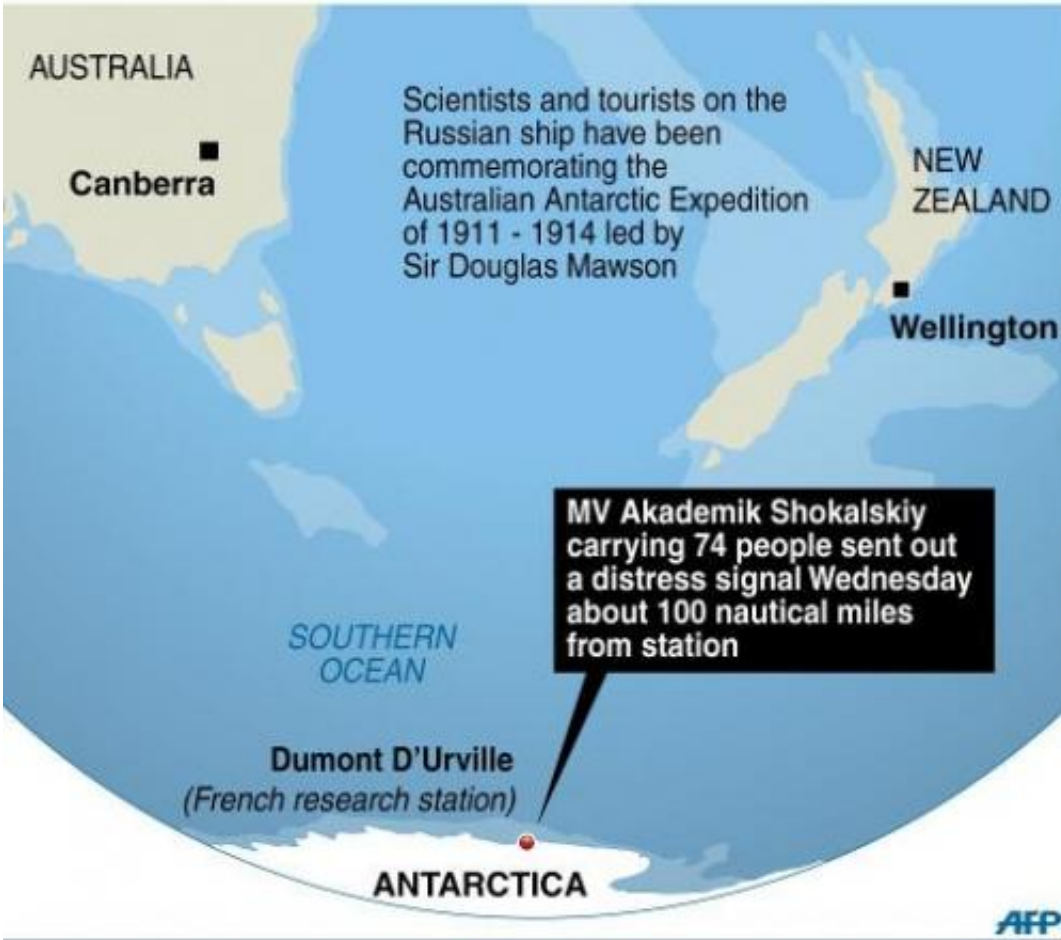 AUSTRALIA
Canberra
Scientists and tourists on the
Russian ship have been
commemorating the
Australian Antarctic Expedition
of 1911 - 1914 led by
Sir Douglas Mawson
NEW
ZEALAND
Wellington
MV Akademik Shokalskiy
carrying 74 people sent out
a distress signal Wednesday
about 100 nautical miles
from station
SOUTHERN
OCEAN
Dumont D'Urville
(French research station)
ANTARCTICA
AFP